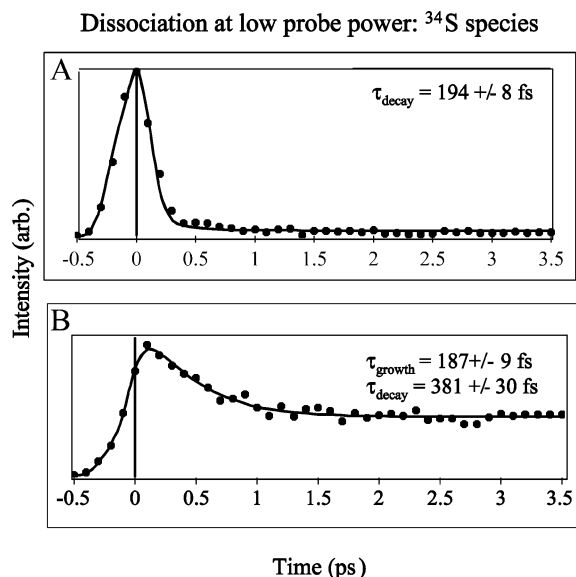 Dissociation at low probe power: ³⁴S species
A
τdecay = 194 +/- 8 fs
-0.5 0 0.5 1 1.5 2 2.5 3 3.5
Intensity (arb.)
B
τgrowth = 187+/- 9 fs
τdecay = 381 +/- 30 fs
-0.5 0 0.5 1 1.5 2 2.5 3 3.5
Time (ps)